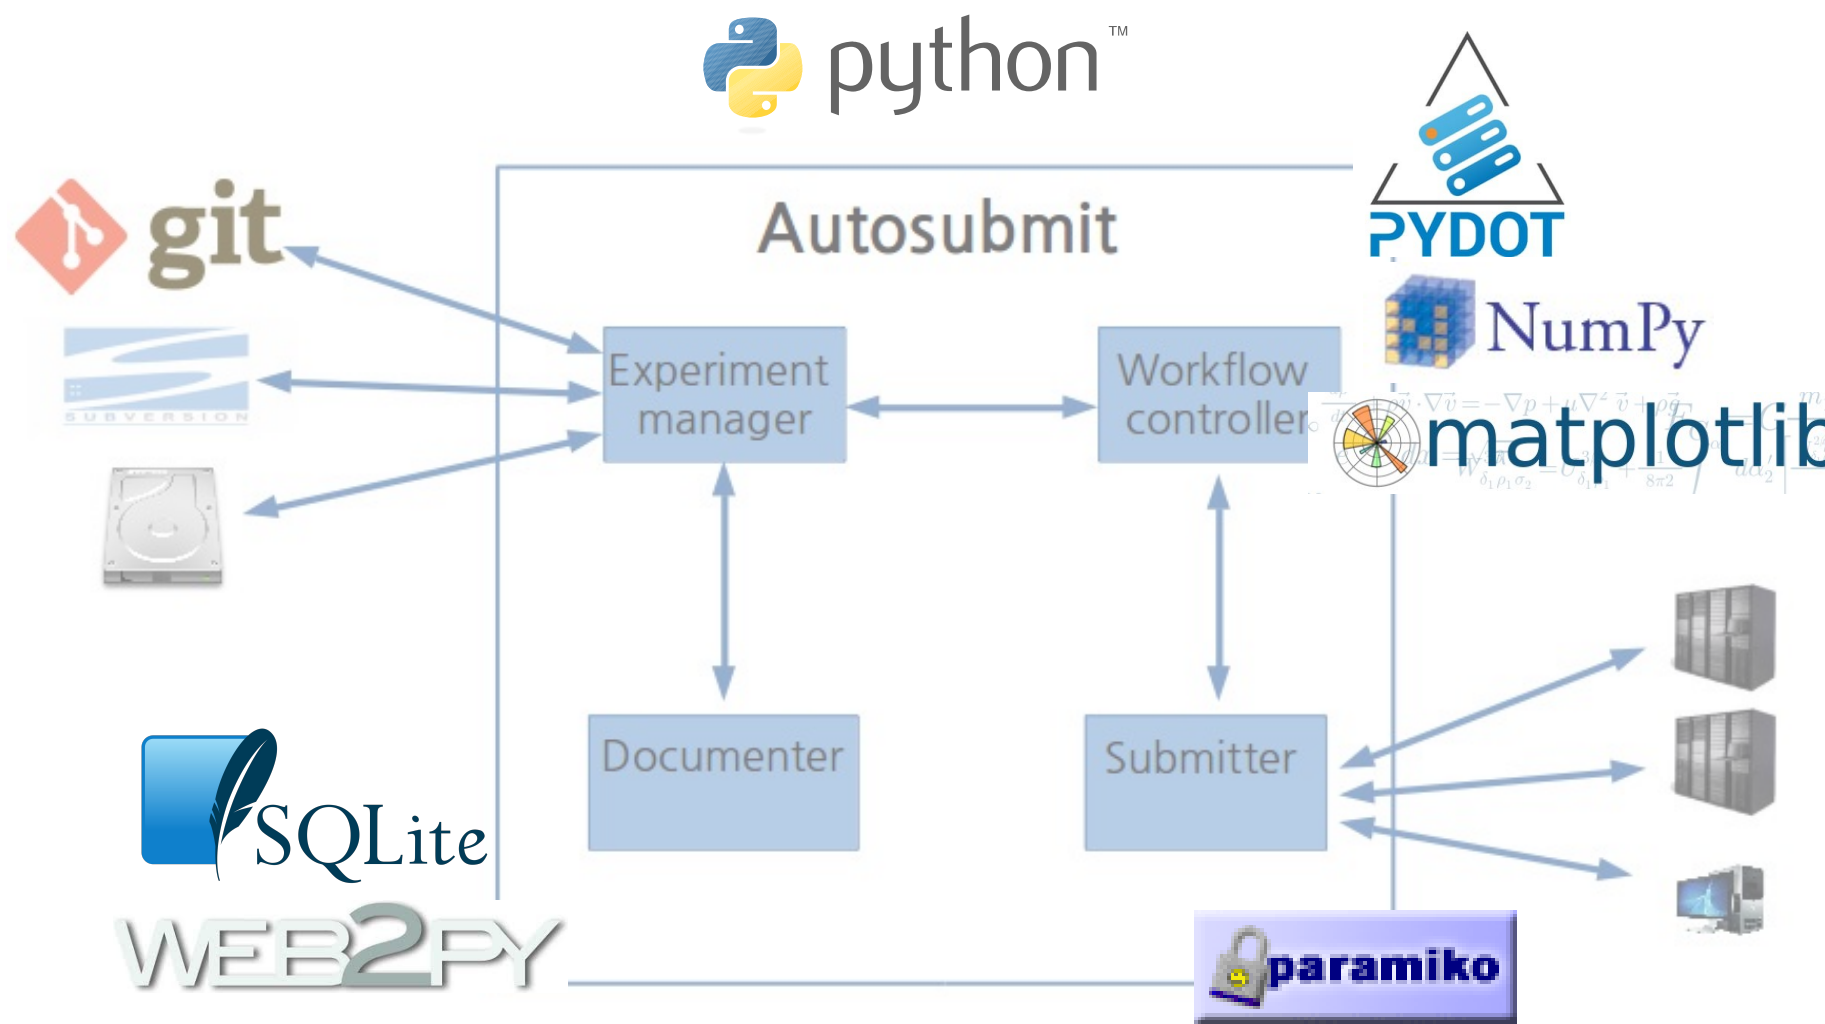 python™
PYDOT
git
Autosubmit
NumPy
SUBVERSION
Experiment
manager
Workflow
controller
matplotlib
Documenter
Submitter
SQLite
WEB2PY
paramiko